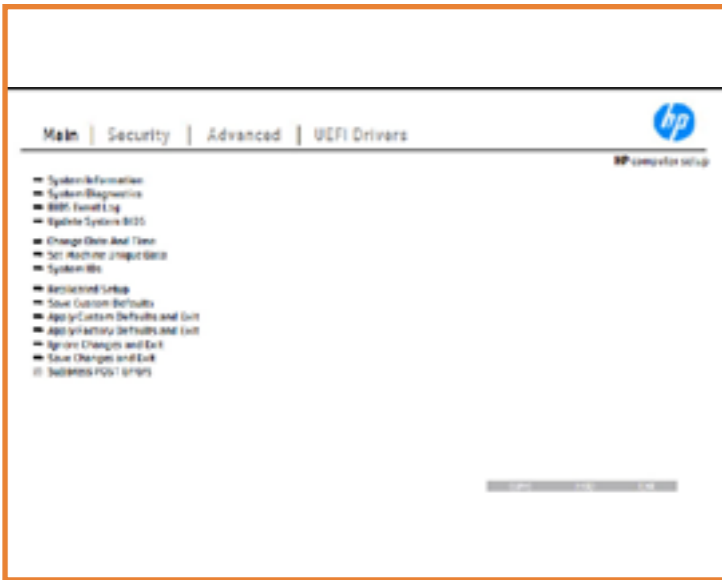 hp
Main | Security | Advanced | UEFI Drivers
HP computer setup
System Information
System Diagnostics
BIOS Event Log
Update System BIOS
Change Date And Time
Set Machine Unique Data
System IDs
Replicated Setup
Save Custom Defaults
Apply Custom Defaults and Exit
Apply Factory Defaults and Exit
Ignore Changes and Exit
Save Changes and Exit
Suppress POST Errors